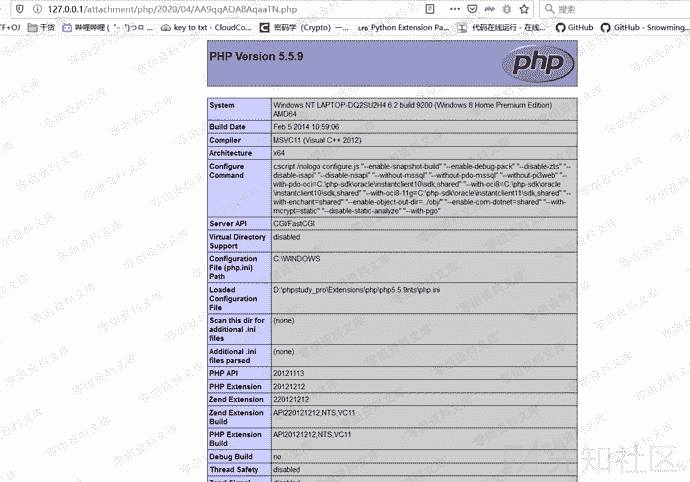 127.0.0.1/attachment/php/2020/04/AA9qqAOABAqaaTN.php
搜索
TF+OJ 干货 哔哩哔哩 ( ゜- ゜)つロ key to txt - CloudCo... 密码学（Crypto）—... Python Extension Pa... 代码在线运行 - 在线... GitHub GitHub - Snowming...
PHP Version 5.5.9
php
System Windows NT LAPTOP-DQ2SU2H4 6.2 build 9200 (Windows 8 Home Premium Edition)
AMD64
Build Date Feb 5 2014 10:59:06
Compiler MSVC11 (Visual C++ 2012)
Architecture x64
Configure cscript /nologo configure.js "--enable-snapshot-build" "--enable-debug-pack" "--disable-zts" "--
Command disable-isapi" "--disable-nsapi" "--without-mssql" "--without-pdo-mssql" "--without-pi3web" "--
with-pdo-oci=C:\php-sdk\oracle\instantclient10\sdk,shared" "--with-oci8=C:\php-sdk\oracle
\instantclient10\sdk,shared" "--with-oci8-11g=C:\php-sdk\oracle\instantclient11\sdk,shared" "--
with-enchant=shared" "--enable-object-out-dir=../obj/" "--enable-com-dotnet=shared" "--with-
mcrypt=static" "--disable-static-analyze" "--with-pgo"
Server API CGI/FastCGI
Virtual Directory disabled
Support
Configuration C:\WINDOWS
File (php.ini)
Path
Loaded D:\phpstudy_pro\Extensions\php\php5.5.9nts\php.ini
Configuration
File
Scan this dir for (none)
additional .ini
files
Additional .ini (none)
files parsed
PHP API 20121113
PHP Extension 20121212
Zend Extension 220121212
Zend Extension API220121212,NTS,VC11
Build
PHP Extension API20121212,NTS,VC11
Build
Debug Build no
Thread Safety disabled
先知社区
零组资料文库